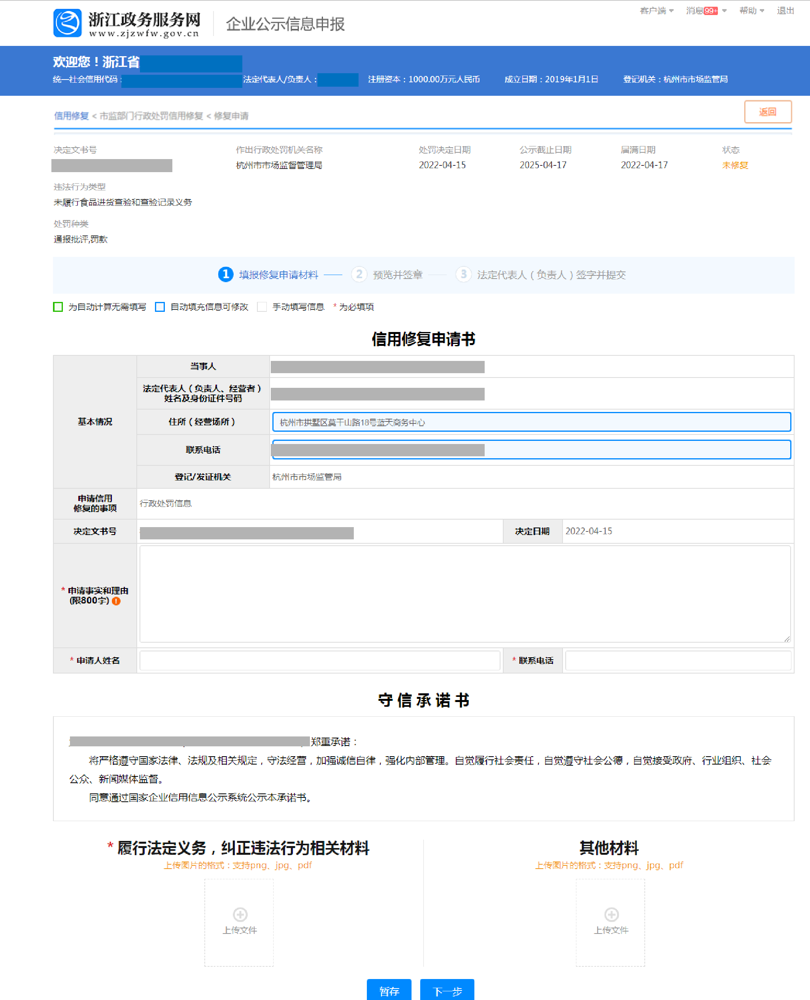 浙江政务服务网
www.zjzwfw.gov.cn
企业公示信息申报
客户端 消息 99+ 帮助 退出
欢迎您！浙江省
统一社会信用代码： 法定代表人/负责人： 注册资本：1000.00万元人民币 成立日期：2019年1月1日 登记机关：杭州市市场监管局
信用修复 < 市监部门行政处罚信用修复 < 修复申请
返回
决定文书号 作出行政处罚机关名称 处罚决定日期 公示截止日期 届满日期 状态
杭州市市场监督管理局 2022-04-15 2025-04-17 2022-04-17 未修复
违法行为类型
未履行食品进货查验和查验记录义务
处罚种类
通报批评,罚款
1 填报修复申请材料 2 预览并签章 3 法定代表人（负责人）签字并提交
为自动计算无需填写 自动填充信息可修改 手动填写信息 * 为必填项
信用修复申请书
基本情况
当事人
法定代表人（负责人、经营者）
姓名及身份证件号码
住所（经营场所） 杭州市拱墅区莫干山路18号蓝天商务中心
联系电话
登记/发证机关 杭州市市场监管局
申请信用
修复的事项 行政处罚信息
决定文书号 决定日期 2022-04-15
* 申请事实和理由
(限800字) !
* 申请人姓名 * 联系电话
守信承诺书
郑重承诺：
将严格遵守国家法律、法规及相关规定，守法经营，加强诚信自律，强化内部管理。自觉履行社会责任，自觉遵守社会公德，自觉接受政府、行业组织、社会
公众、新闻媒体监督。
同意通过国家企业信用信息公示系统公示本承诺书。
* 履行法定义务，纠正违法行为相关材料
上传图片的格式：支持png、jpg、pdf
上传文件
其他材料
上传图片的格式：支持png、jpg、pdf
上传文件
暂存 下一步